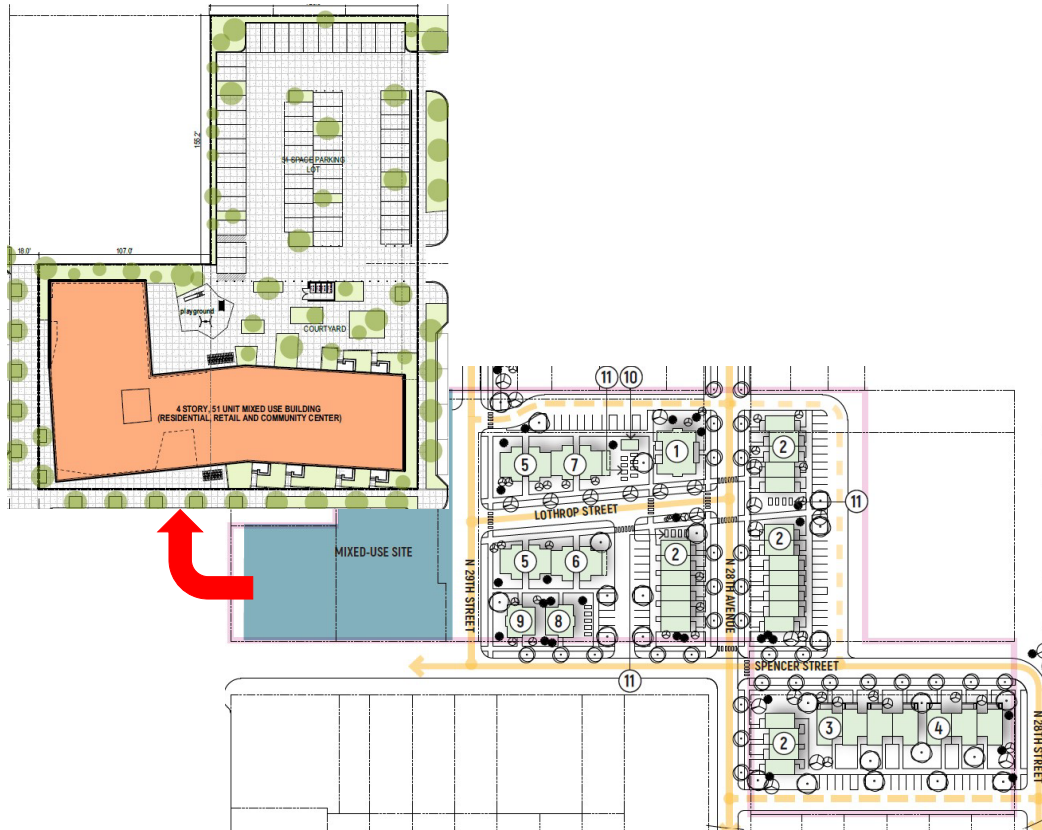 155.2'
51 SPACE PARKING
LOT
18.0'
107.0'
playground
COURTYARD
4 STORY, 51 UNIT MIXED USE BUILDING
(RESIDENTIAL, RETAIL AND COMMUNITY CENTER)
11
10
1
2
5
7
LOTHROP STREET
11
2
2
MIXED-USE SITE
N 29TH STREET
5
6
N 28TH AVENUE
9
8
SPENCER STREET
11
2
3
4
N 28TH STREET